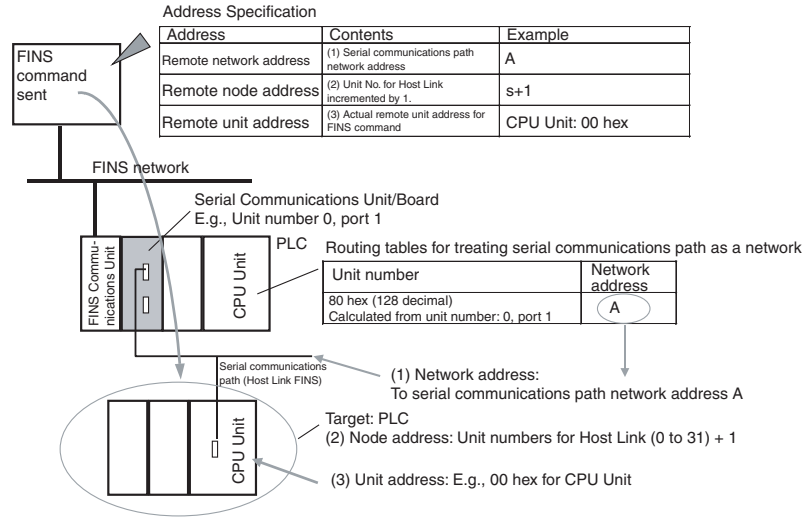 Address Specification
Address Contents Example
Remote network address (1) Serial communications path network address A
Remote node address (2) Unit No. for Host Link incremented by 1. s+1
Remote unit address (3) Actual remote unit address for FINS command CPU Unit: 00 hex
FINS
command
sent
FINS network
Serial Communications Unit/Board
E.g., Unit number 0, port 1
FINS Commu-
nications Unit
CPU Unit
PLC
Routing tables for treating serial communications path as a network
Unit number Network address
80 hex (128 decimal)
Calculated from unit number: 0, port 1
A
Serial communications
path (Host Link FINS)
(1) Network address:
To serial communications path network address A
Target: PLC
(2) Node address: Unit numbers for Host Link (0 to 31) + 1
CPU Unit
(3) Unit address: E.g., 00 hex for CPU Unit